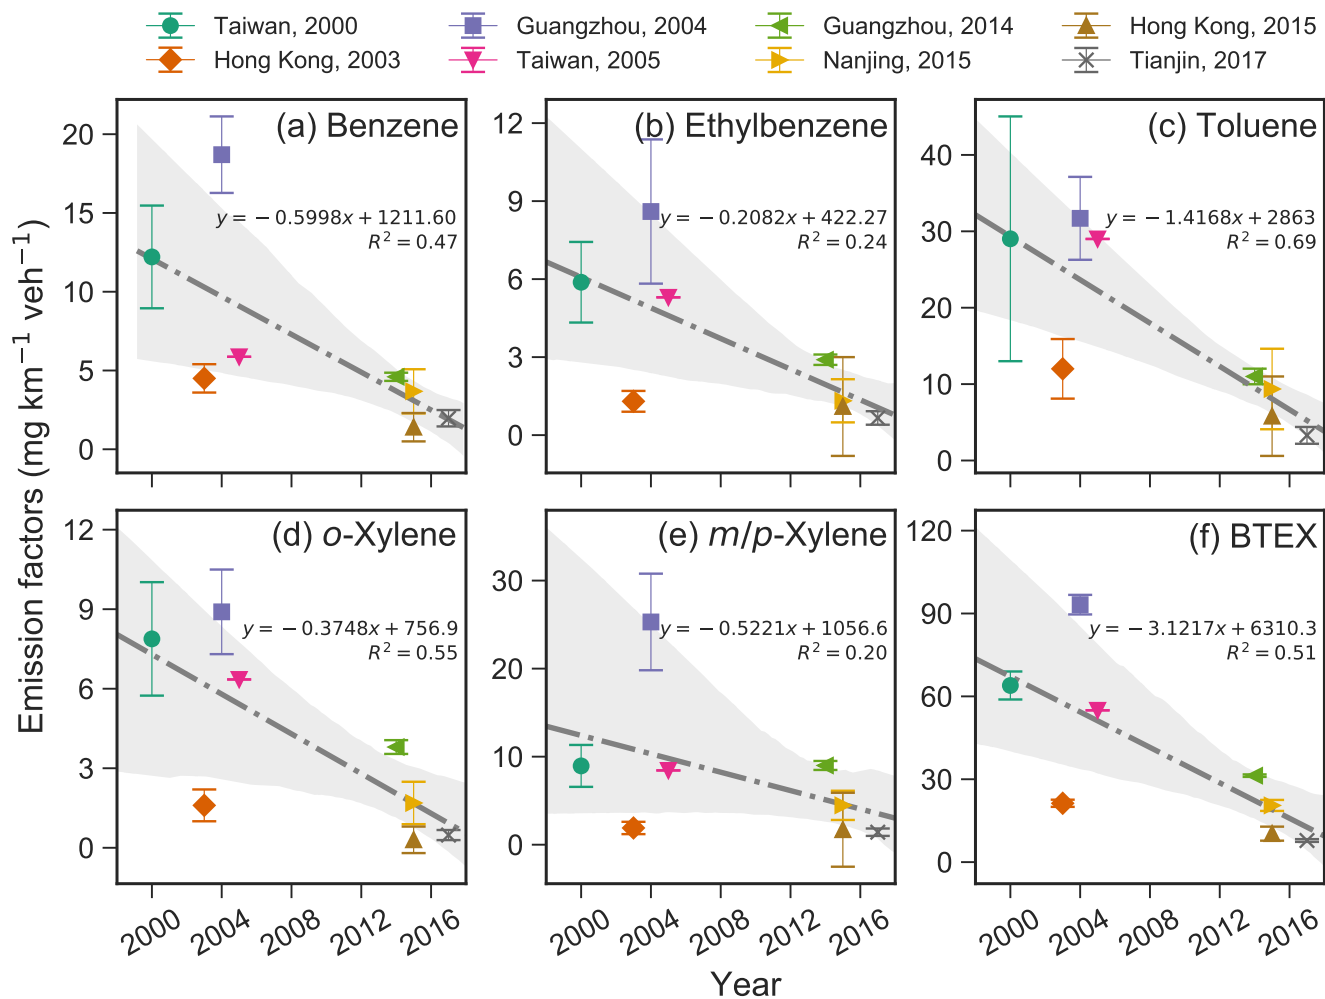 Taiwan, 2000
Guangzhou, 2004
Guangzhou, 2014
Hong Kong, 2015
Hong Kong, 2003
Taiwan, 2005
Nanjing, 2015
Tianjin, 2017
Emission factors (mg km⁻¹ veh⁻¹)
(a) Benzene
y = −0.5998x + 1211.60
R² = 0.47
20
15
10
5
0
(b) Ethylbenzene
y = −0.2082x + 422.27
R² = 0.24
12
9
6
3
0
(c) Toluene
y = −1.4168x + 2863
R² = 0.69
40
30
20
10
0
(d) o-Xylene
y = −0.3748x + 756.9
R² = 0.55
12
9
6
3
0
2000 2004 2008 2012 2016
(e) m/p-Xylene
y = −0.5221x + 1056.6
R² = 0.20
30
20
10
0
2000 2004 2008 2012 2016
(f) BTEX
y = −3.1217x + 6310.3
R² = 0.51
120
90
60
30
0
2000 2004 2008 2012 2016
Year